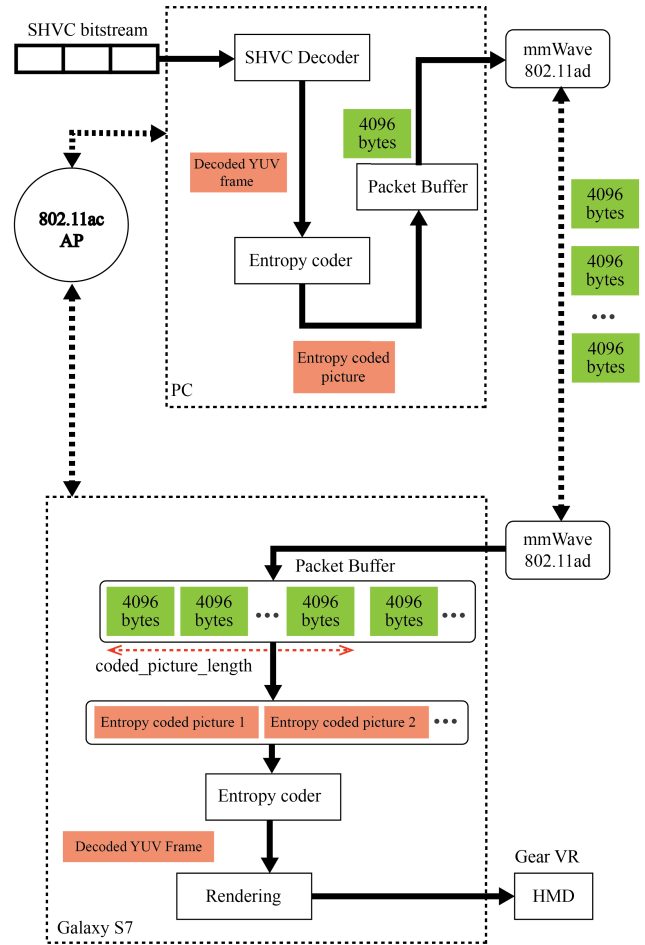 SHVC bitstream
SHVC Decoder
mmWave
802.11ad
4096
bytes
Decoded YUV
frame
Packet Buffer
4096
bytes
802.11ac
AP
Entropy coder
4096
bytes
...
4096
bytes
Entropy coded
picture
PC
mmWave
802.11ad
Packet Buffer
4096
bytes
4096
bytes
...
4096
bytes
4096
bytes
...
coded_picture_length
Entropy coded picture 1
Entropy coded picture 2
...
Entropy coder
Decoded YUV Frame
Gear VR
Rendering
HMD
Galaxy S7